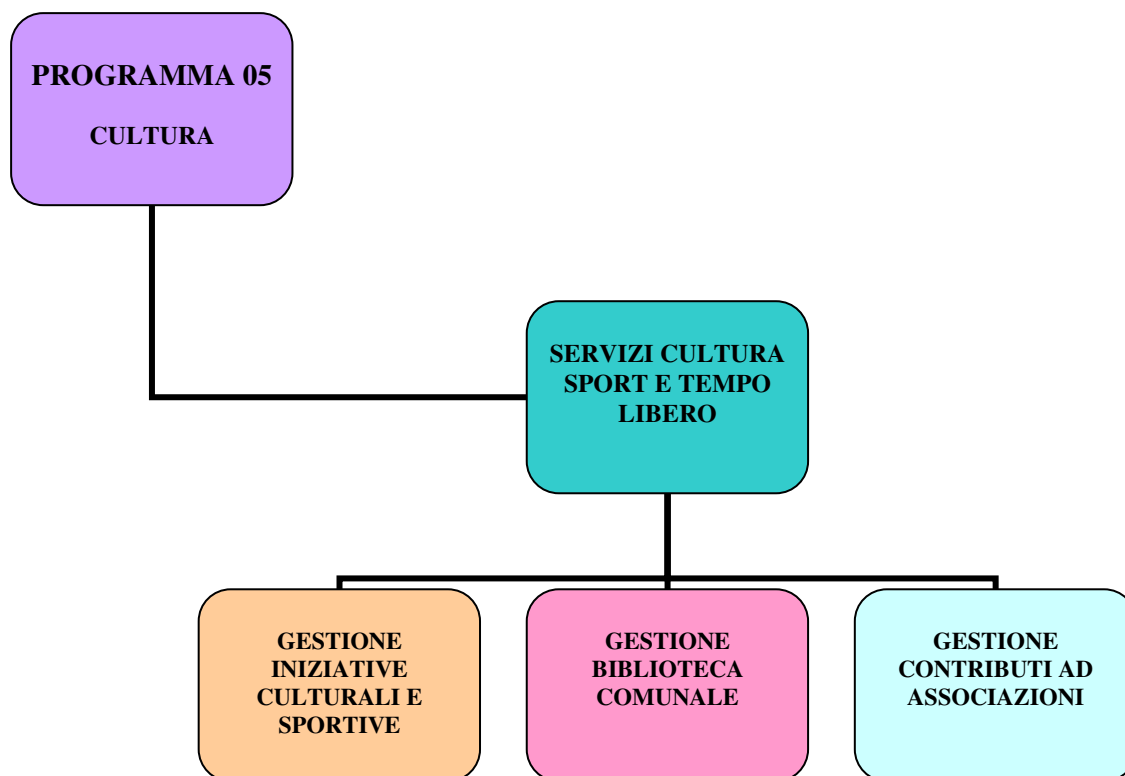 PROGRAMMA 05
CULTURA
SERVIZI CULTURA
SPORT E TEMPO
LIBERO
GESTIONE
INIZIATIVE
CULTURALI E
SPORTIVE
GESTIONE
BIBLIOTECA
COMUNALE
GESTIONE
CONTRIBUTI AD
ASSOCIAZIONI